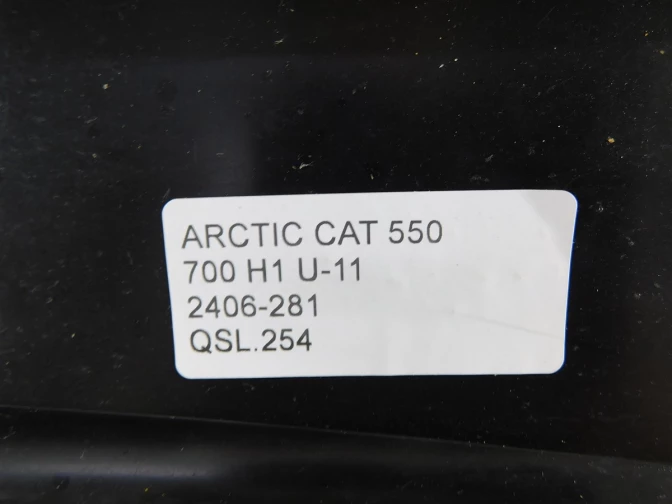 ARCTIC CAT 550
700 H1 U-11
2406-281
QSL.254